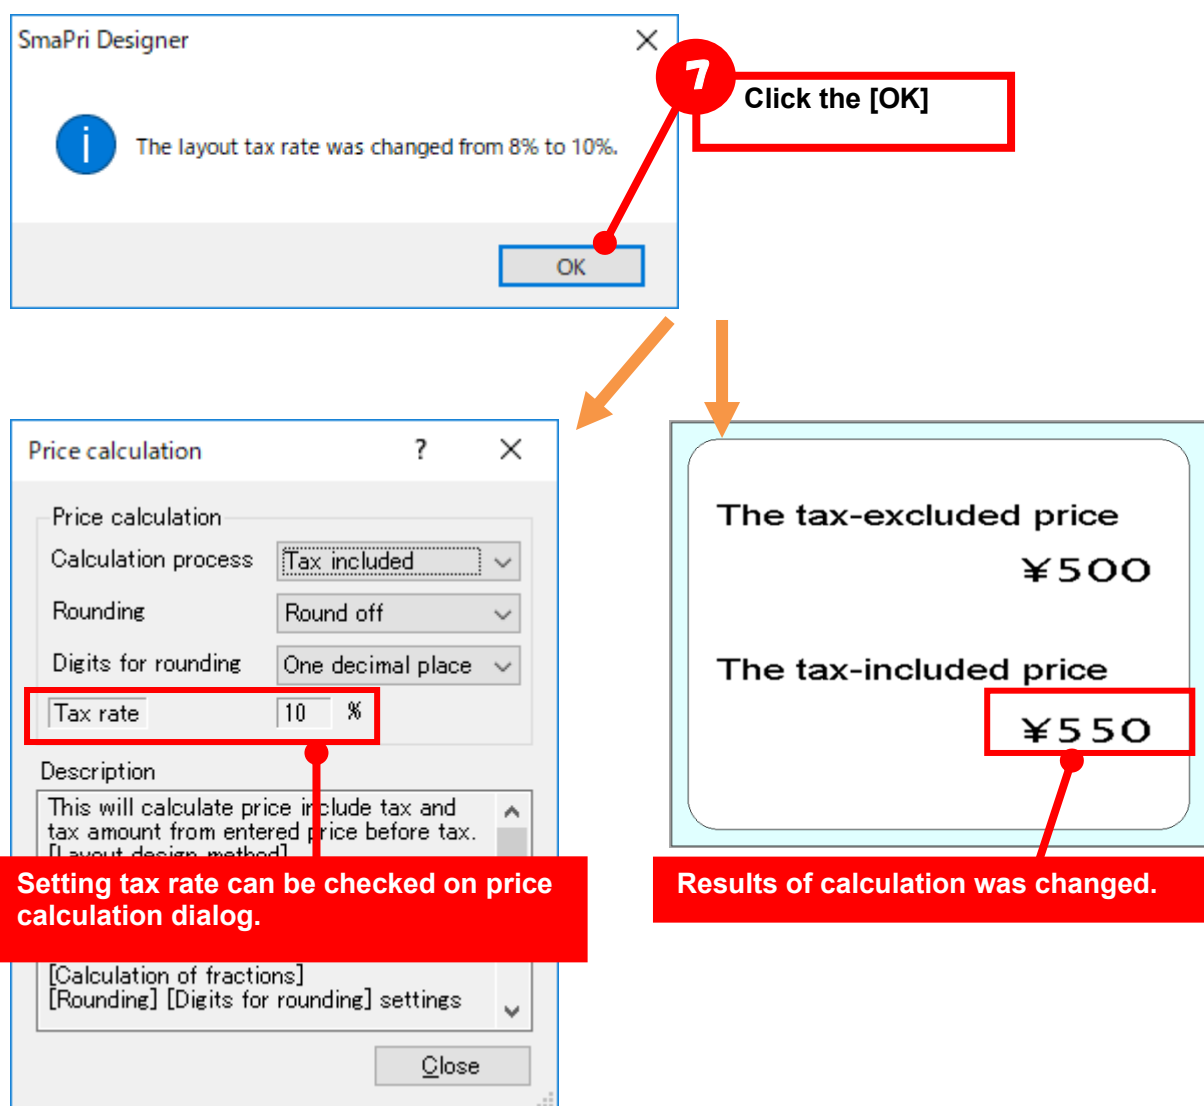 SmaPri Designer
7
Click the [OK]
The layout tax rate was changed from 8% to 10%.
OK
Price calculation
?
Price calculation
Calculation process
Tax included
Rounding
Round off
Digits for rounding
One decimal place
Tax rate
10 %
Description
This will calculate price include tax and
tax amount from entered price before tax.
[Layout design method]
Setting tax rate can be checked on price
calculation dialog.
[Calculation of fractions]
[Rounding] [Digits for rounding] settings
Close
The tax-excluded price
¥500
The tax-included price
¥550
Results of calculation was changed.